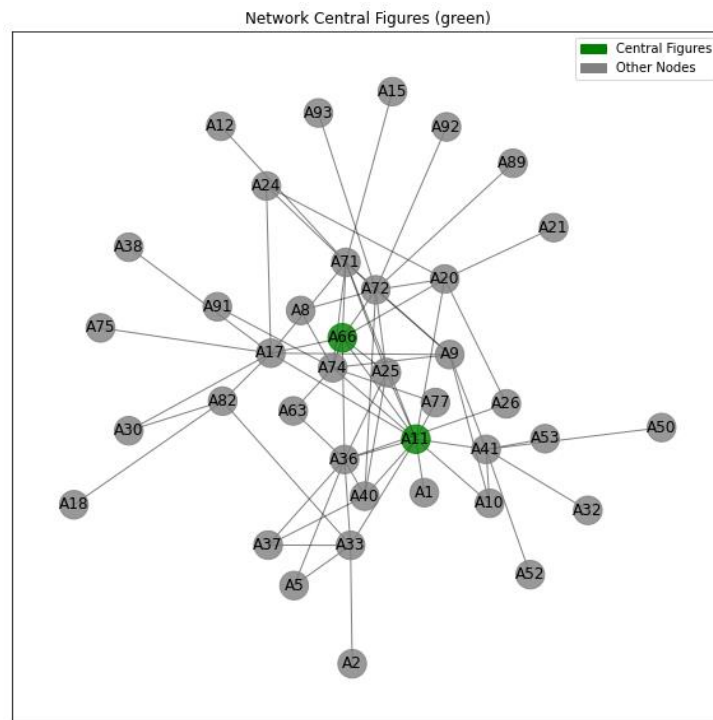 Network Central Figures (green)
Central Figures
Other Nodes
A15
A93
A12
A92
A89
A24
A21
A38
A71
A20
A72
A91
A8
A75
A66
A17
A9
A74
A25
A82
A77
A26
A63
A30
A50
A11
A53
A41
A36
A1
A40
A10
A18
A32
A37
A33
A52
A5
A2